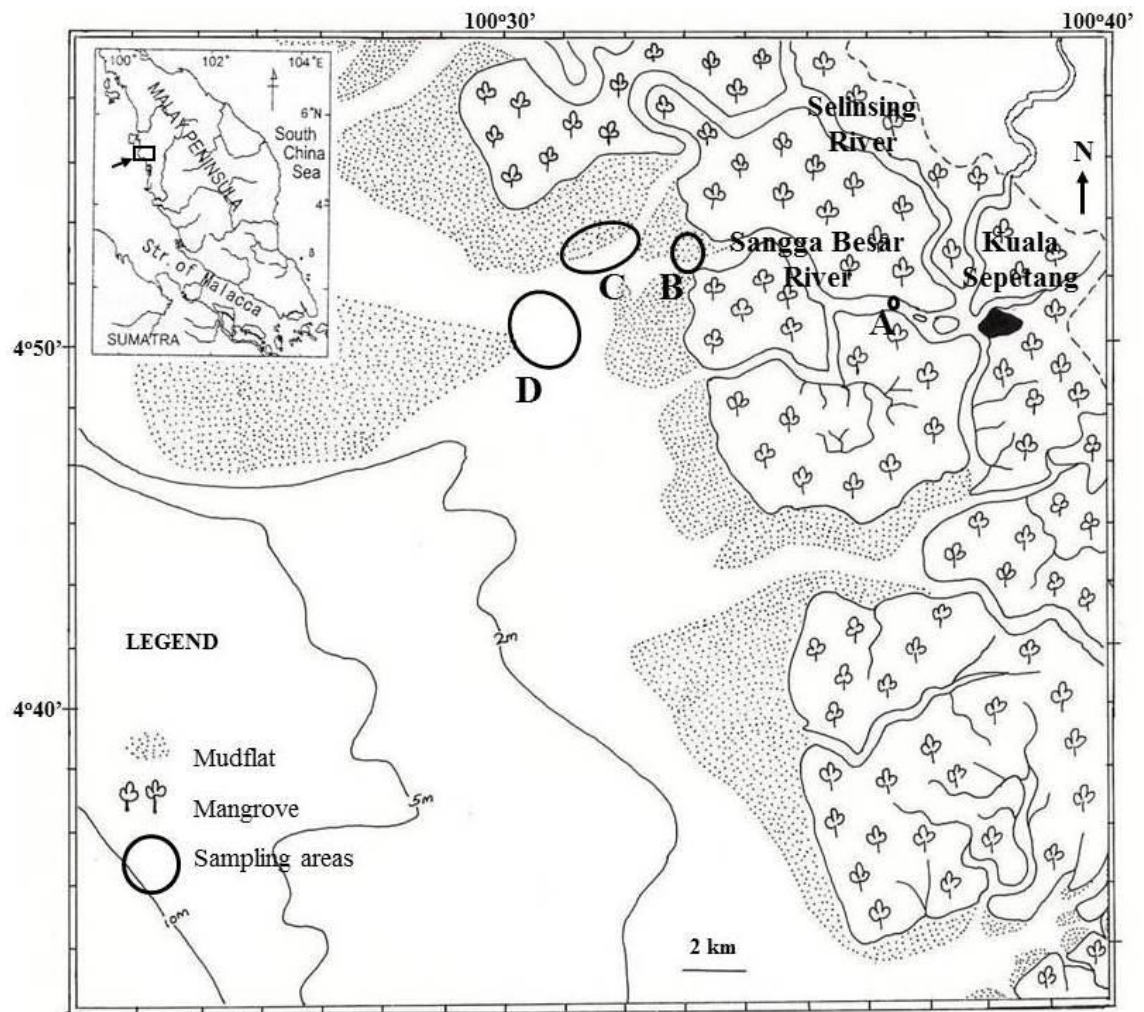 100°30’ 100°40’
100° 102° 104°E
6°N
MALAY PENINSULA
South
China
Sea
4°
Str. of Malacca
SUMATRA
Selinsing
River
N
Sangga Besar
River
Kuala
Sepetang
C
B
A
D
4°50’
2m
LEGEND
4°40’
Mudflat
5m
Mangrove
Sampling areas
10m
2 km